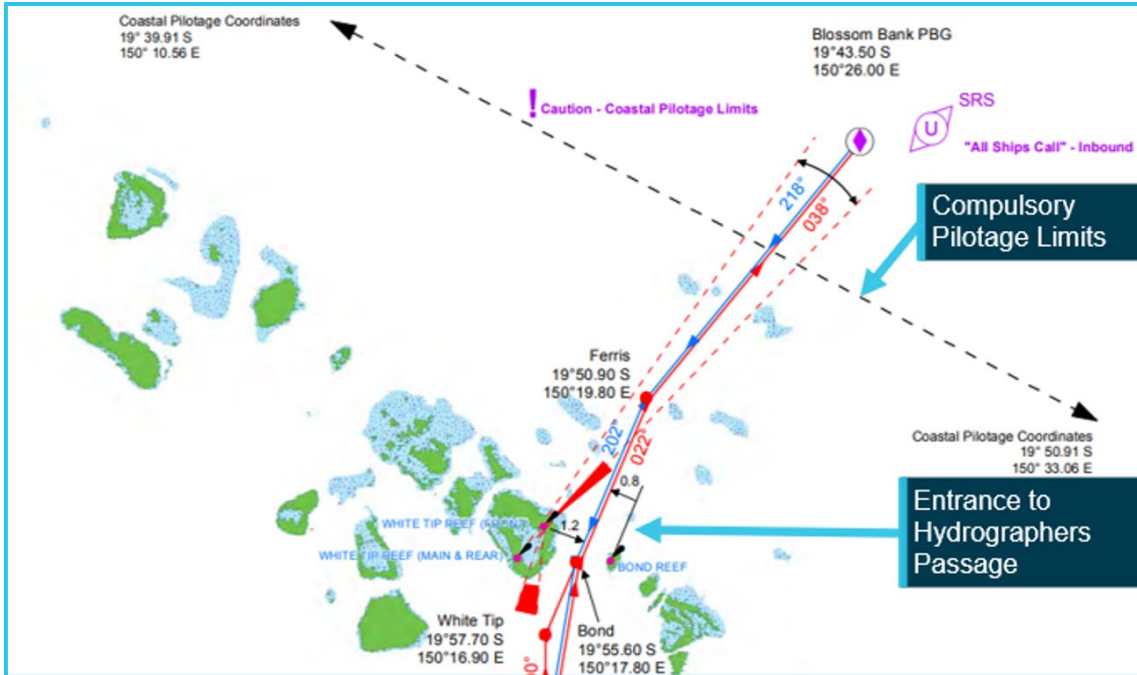 Coastal Pilotage Coordinates
19° 39.91 S
150° 10.56 E
Blossom Bank PBG
19°43.50 S
150°26.00 E
! Caution - Coastal Pilotage Limits
SRS
U
"All Ships Call" - Inbound
218°
038°
Compulsory
Pilotage Limits
Ferris
19°50.90 S
150°19.80 E
202°
022°
Coastal Pilotage Coordinates
19° 50.91 S
150° 33.06 E
0.8
Entrance to
Hydrographers
Passage
WHITE TIP REEF (FRONT)
1.2
WHITE TIP REEF (MAIN & REAR)
BOND REEF
White Tip
19°57.70 S
150°16.90 E
Bond
19°55.60 S
150°17.80 E